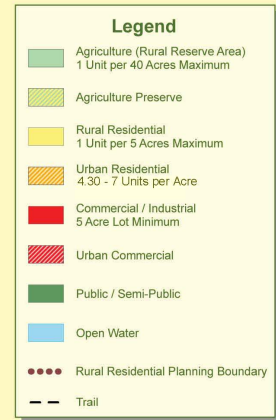 Legend
Agriculture (Rural Reserve Area)
1 Unit per 40 Acres Maximum
Agriculture Preserve
Rural Residential
1 Unit per 5 Acres Maximum
Urban Residential
4.30 - 7 Units per Acre
Commercial / Industrial
5 Acre Lot Minimum
Urban Commercial
Public / Semi-Public
Open Water
Rural Residential Planning Boundary
Trail